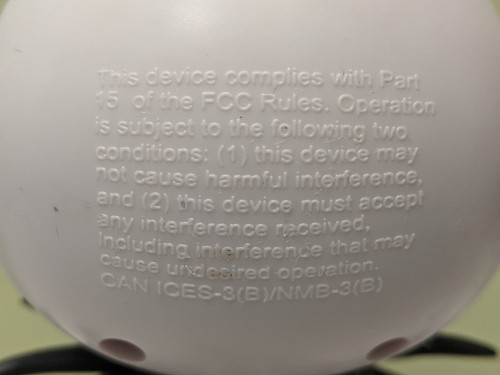 This device complies with Part
15 of the FCC Rules. Operation
is subject to the following two
conditions: (1) this device may
not cause harmful interference,
and (2) this device must accept
any interference received,
including interference that may
cause undesired operation.
CAN ICES-3(B)/NMB-3(B)